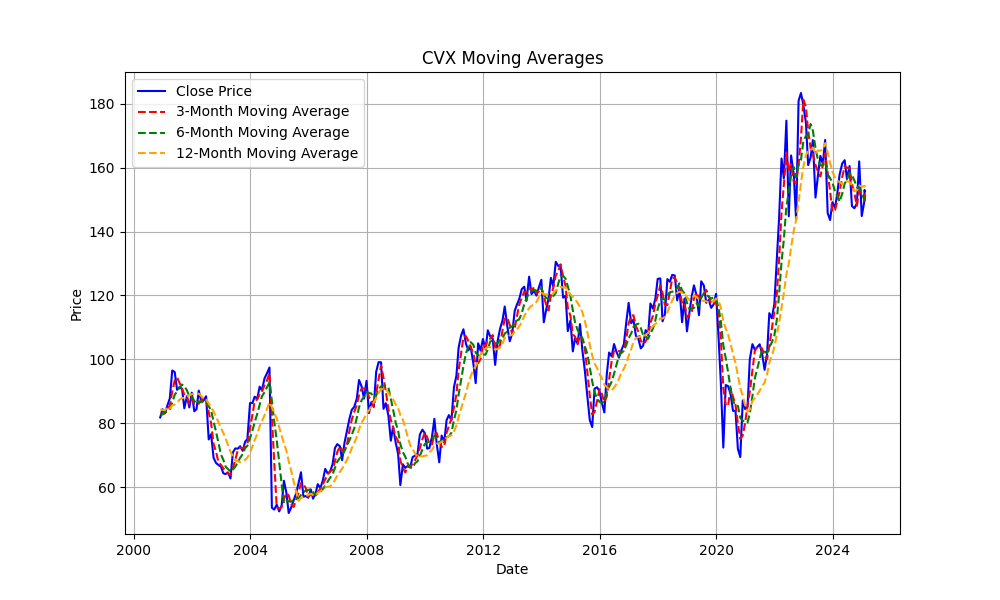 CVX Moving Averages
Close Price
3-Month Moving Average
6-Month Moving Average
12-Month Moving Average
180
160
140
120
100
80
60
Price
2000 2004 2008 2012 2016 2020 2024
Date